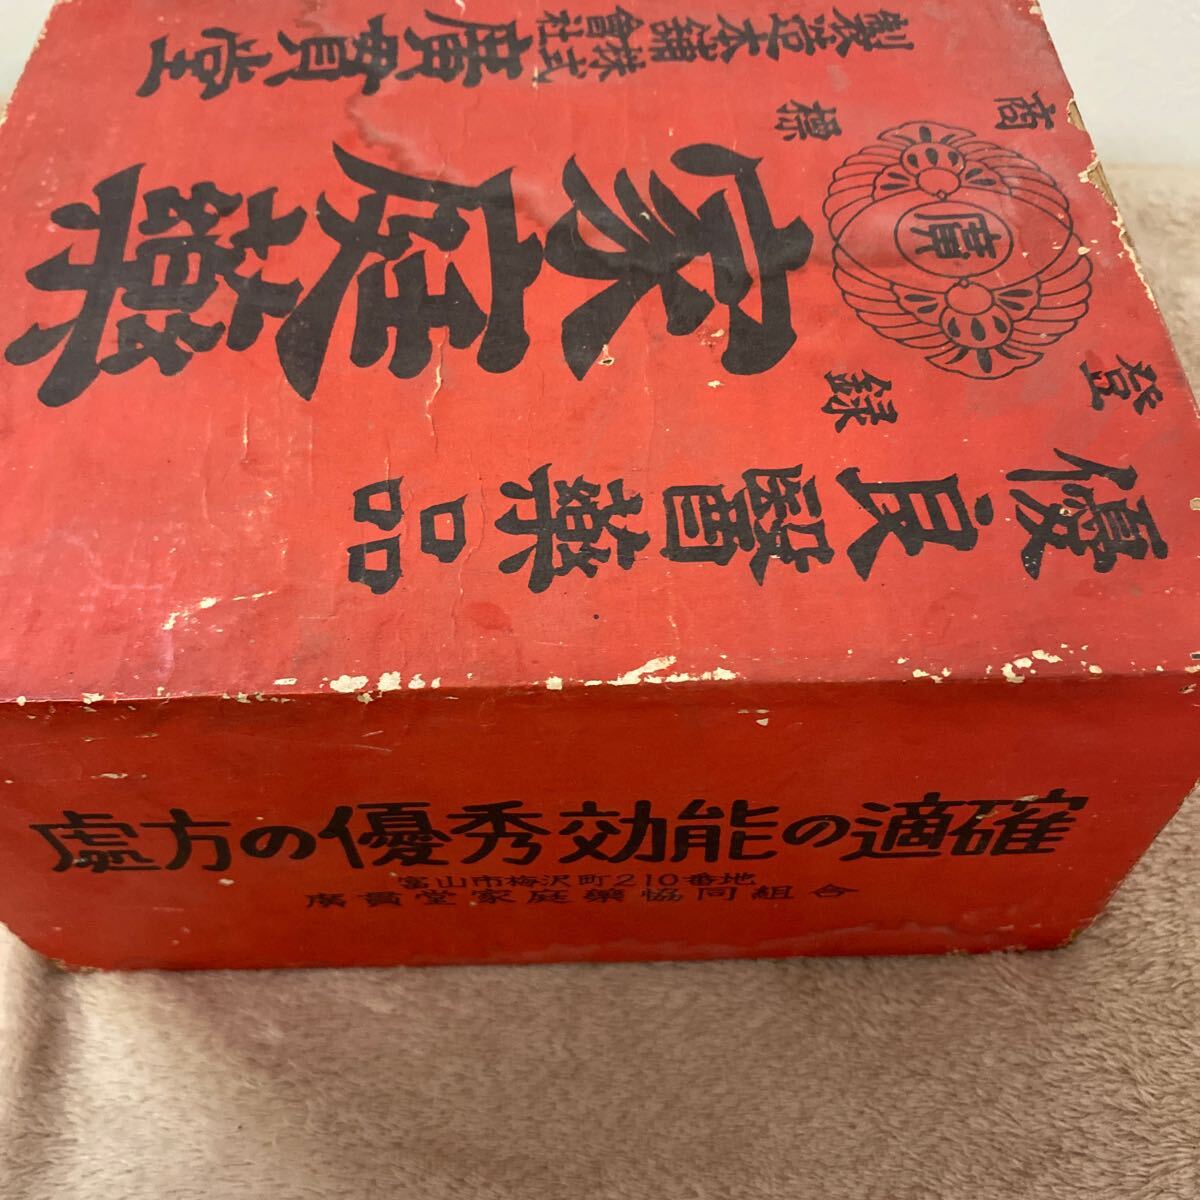 商標
登録
廣
優良醫藥品
家庭藥
製造本舗 株式會社 廣貫堂
處方の優秀効能の適確
富山市梅沢町210番地
廣貫堂家庭藥協同組合